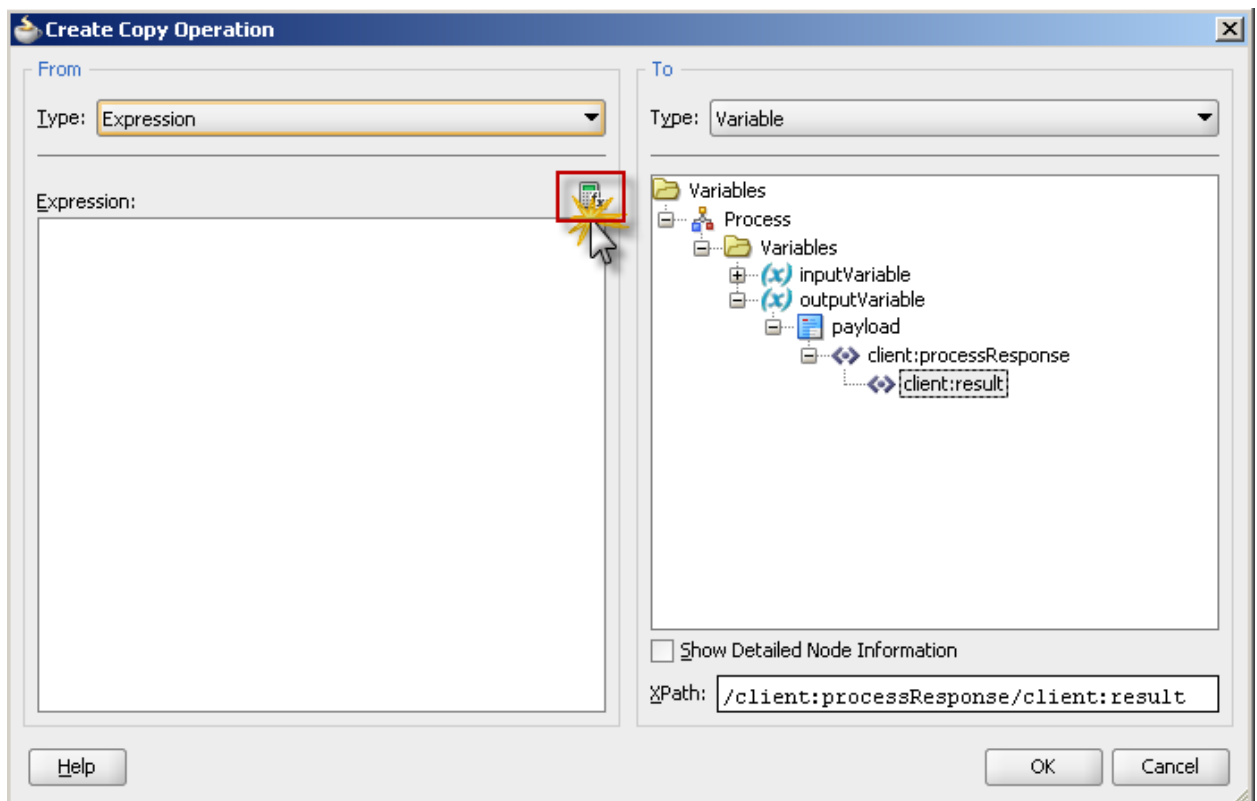 Create Copy Operation
From
Type: Expression
Expression:
To
Type: Variable
Variables
Process
Variables
inputVariable
outputVariable
payload
client:processResponse
client:result
Show Detailed Node Information
XPath: /client:processResponse/client:result
Help
OK
Cancel